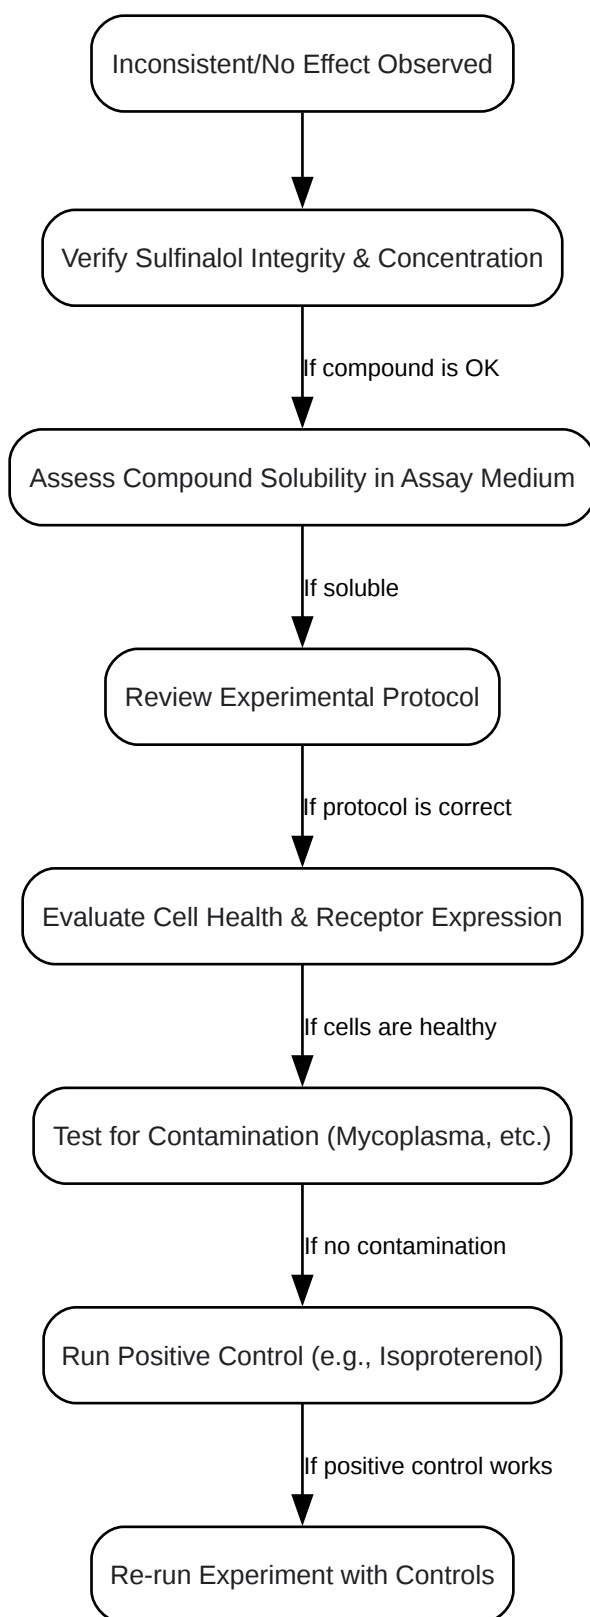 Inconsistent/No Effect Observed
Verify Sulfinalol Integrity & Concentration
If compound is OK
Assess Compound Solubility in Assay Medium
If soluble
Review Experimental Protocol
If protocol is correct
Evaluate Cell Health & Receptor Expression
If cells are healthy
Test for Contamination (Mycoplasma, etc.)
If no contamination
Run Positive Control (e.g., Isoproterenol)
If positive control works
Re-run Experiment with Controls